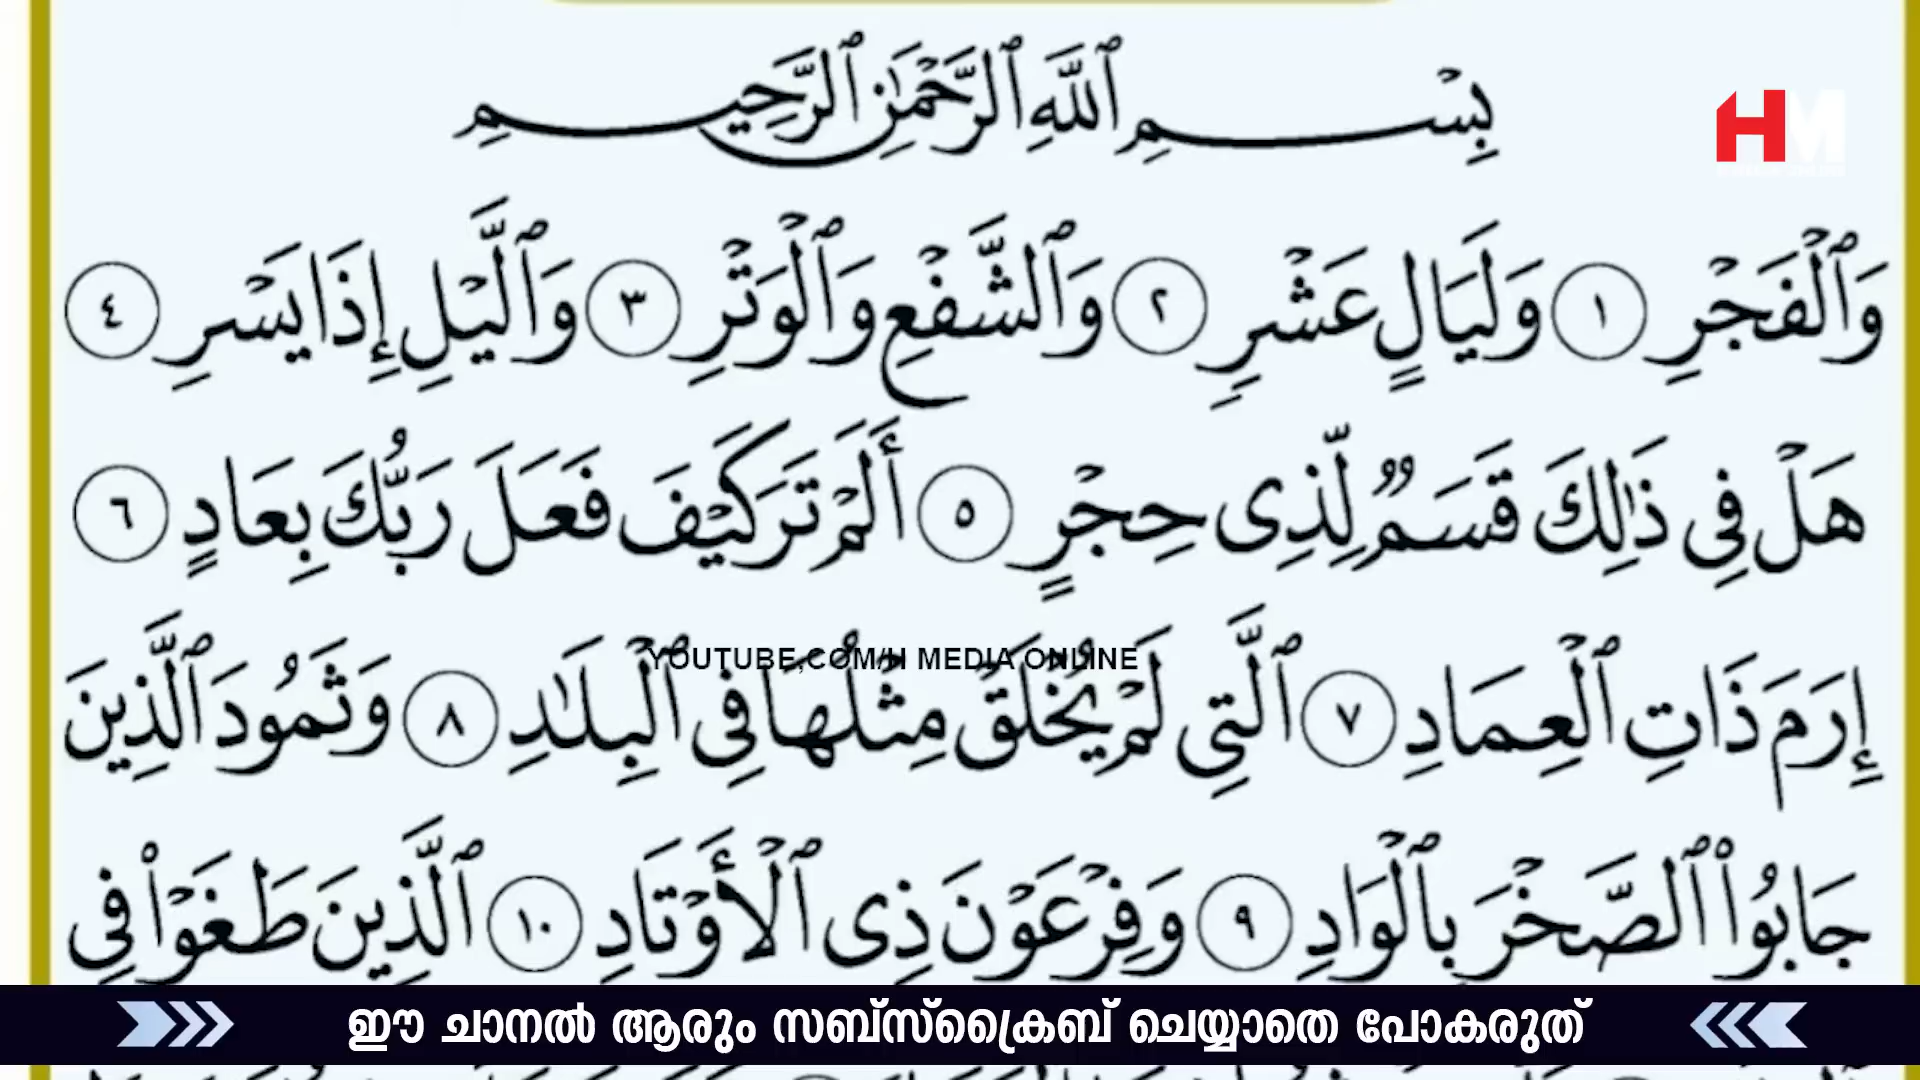 بِسْمِ ٱللَّهِ ٱلرَّحْمَٰنِ ٱلرَّحِيمِ
HM
وَٱلْفَجْرِ ١ وَلَيَالٍ عَشْرٍ ٢ وَٱلشَّفْعِ وَٱلْوَتْرِ ٣ وَٱلَّيْلِ إِذَا يَسْرِ ٤
هَلْ فِى ذَٰلِكَ قَسَمٌ لِّذِى حِجْرٍ ٥ أَلَمْ تَرَ كَيْفَ فَعَلَ رَبُّكَ بِعَادٍ ٦
YOUTUBE,COM/H MEDIA ONLINE
إِرَمَ ذَاتِ ٱلْعِمَادِ ٧ ٱلَّتِى لَمْ يُخْلَقْ مِثْلُهَا فِى ٱلْبِلَٰدِ ٨ وَثَمُودَ ٱلَّذِينَ
جَابُوا۟ ٱلصَّخْرَ بِٱلْوَادِ ٩ وَفِرْعَوْنَ ذِى ٱلْأَوْتَادِ ١٠ ٱلَّذِينَ طَغَوْا۟ فِى
ഈ ചാനൽ ആരും സബ്സ്ക്രൈബ് ചെയ്യാതെ പോകരുത്